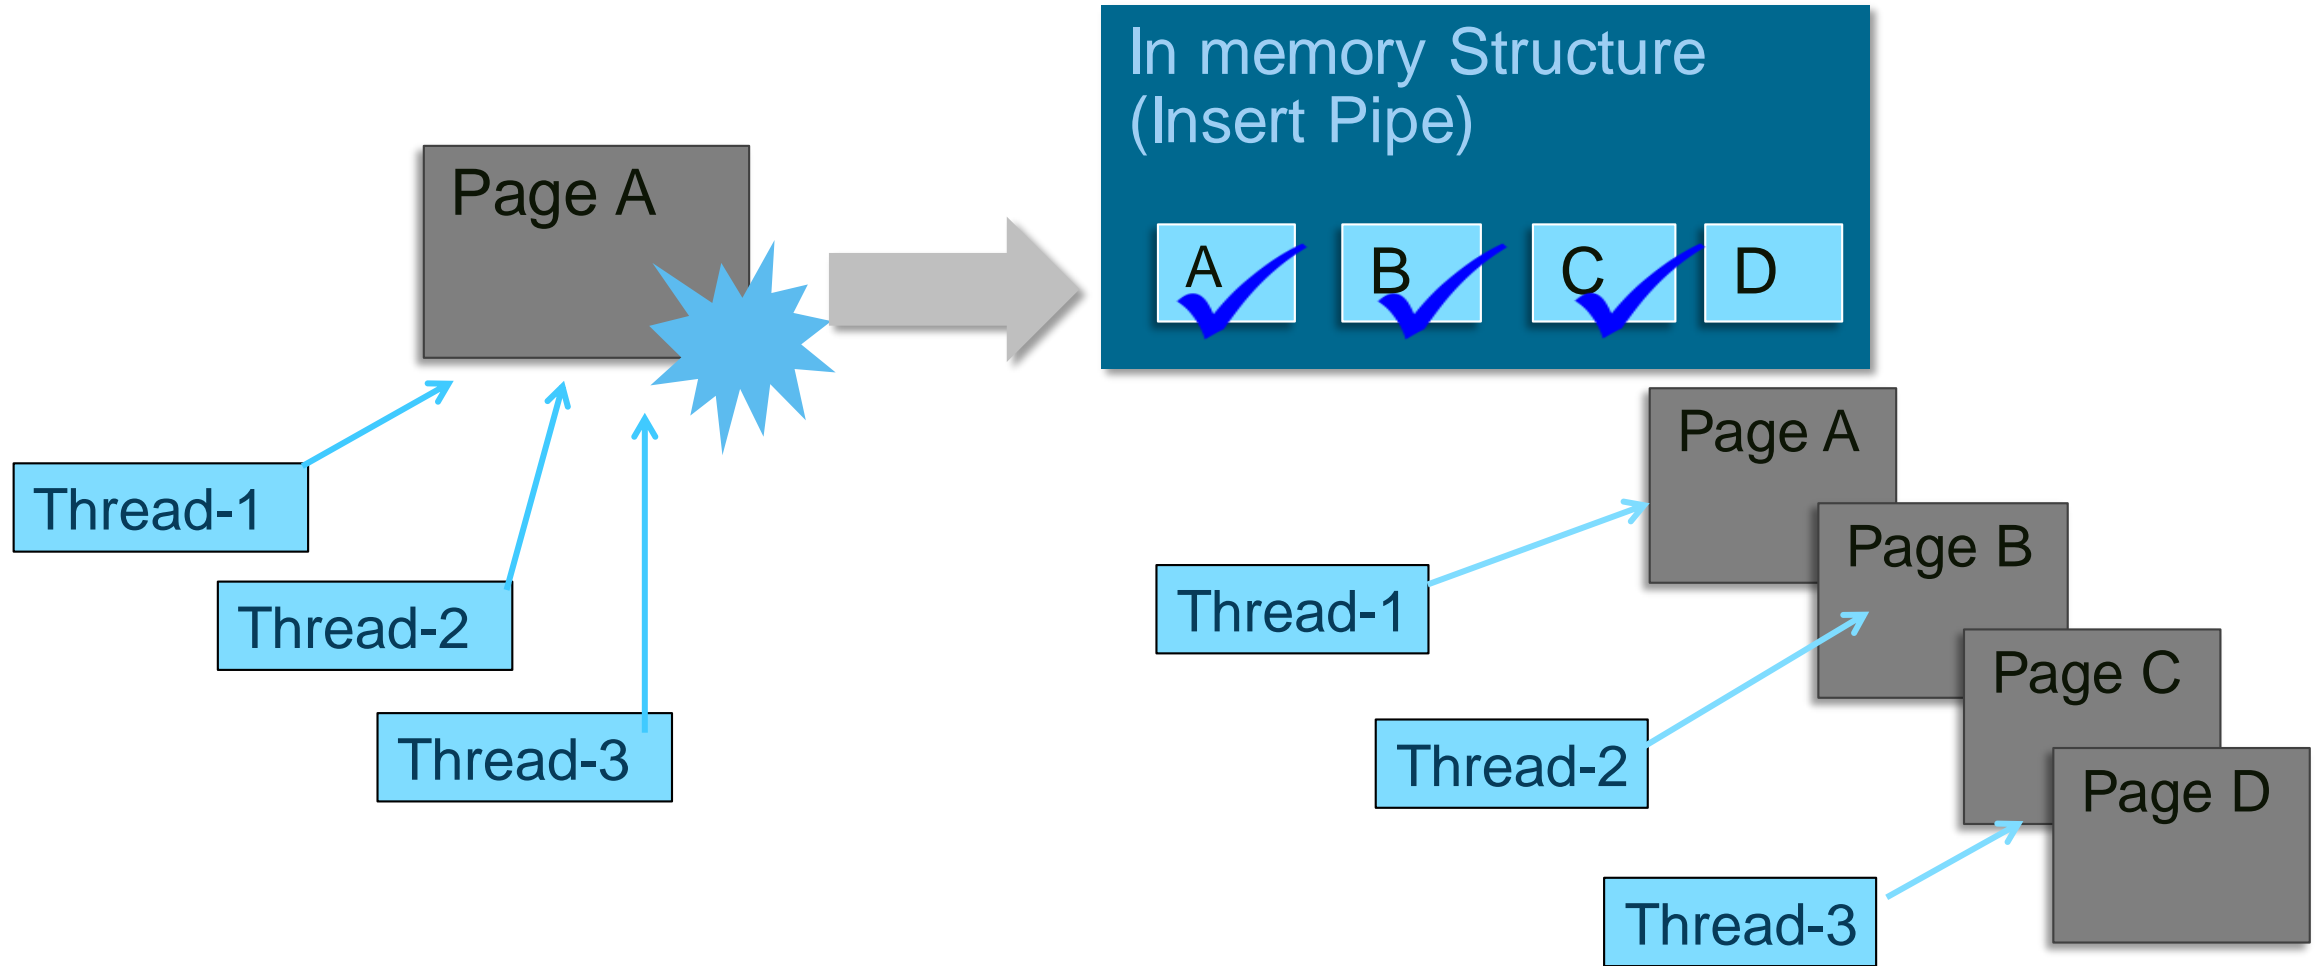 Page A
Thread-1
Thread-2
Thread-3
In memory Structure
(Insert Pipe)
A
B
C
D
Page A
Page B
Page C
Page D
Thread-1
Thread-2
Thread-3